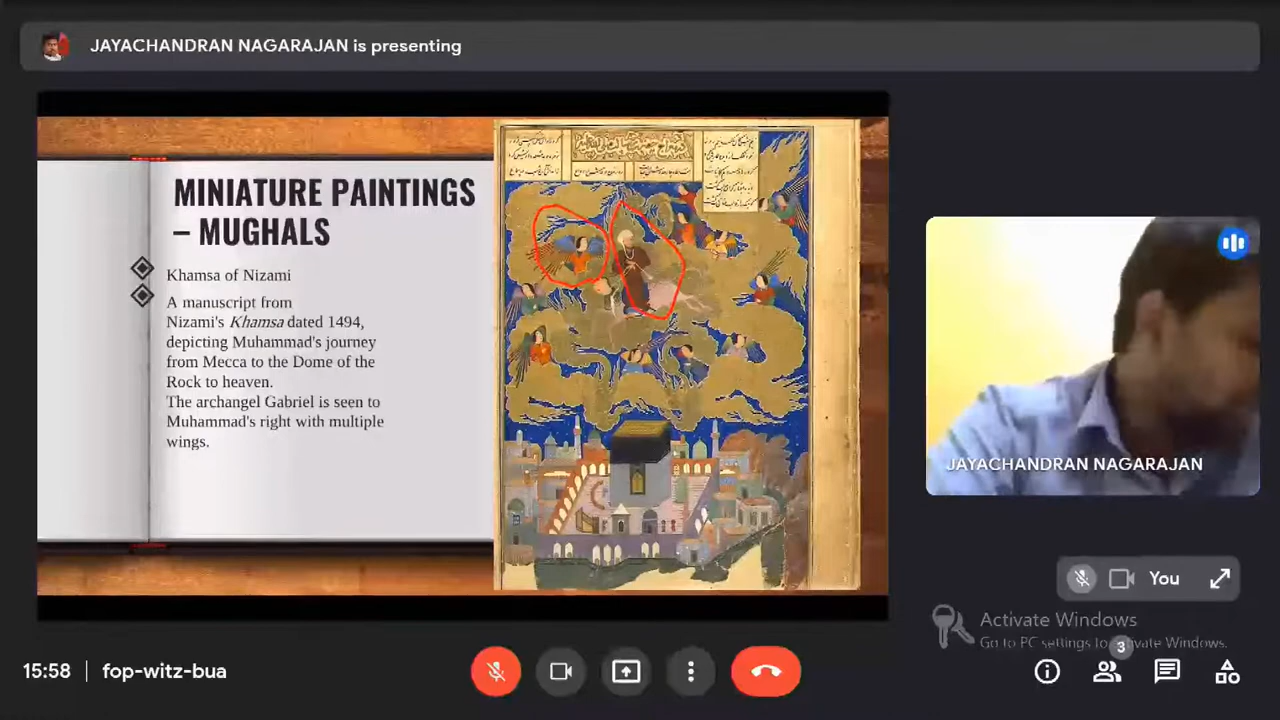 JAYACHANDRAN NAGARAJAN is presenting
MINIATURE PAINTINGS
– MUGHALS
Khamsa of Nizami
A manuscript from
Nizami's Khamsa dated 1494,
depicting Muhammad's journey
from Mecca to the Dome of the
Rock to heaven.
The archangel Gabriel is seen to
Muhammad's right with multiple
wings.
JAYACHANDRAN NAGARAJAN
You
Activate Windows
Go to PC settings to activate Windows.
3
15:58
fop-witz-bua